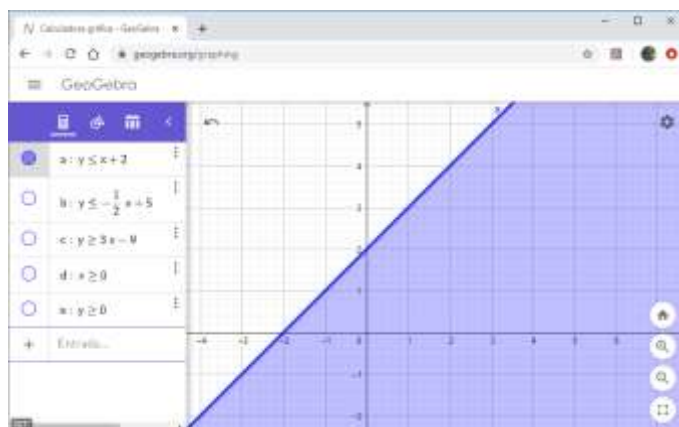 Calculadora gráfica - GeoGebra
geogebra.org/graphing
GeoGebra
a : y ≤ x + 2
b : y ≤ -1/2 x + 5
c : y ≥ 3 x - 9
d : x ≥ 0
e : y ≥ 0
Entrada...
5
4
3
2
1
-4 -3 -2 -1 0 1 2 3 4 5 6
-1
-2